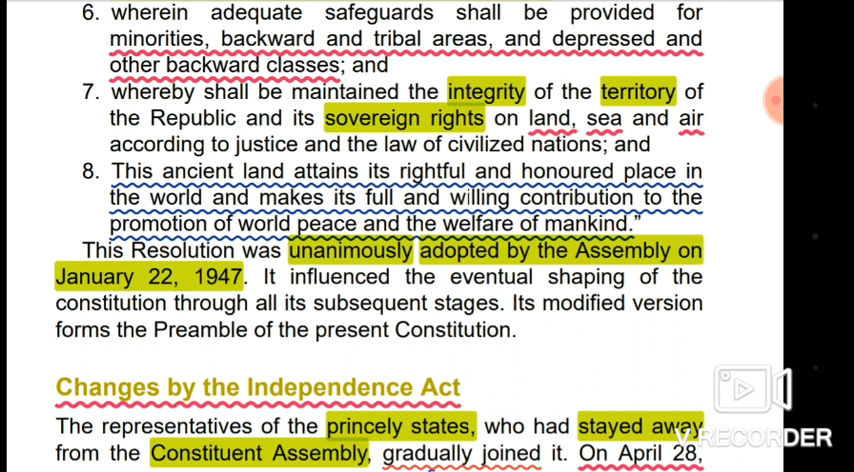 6. wherein adequate safeguards shall be provided for
minorities, backward and tribal areas, and depressed and
other backward classes; and
7. whereby shall be maintained the integrity of the territory of
the Republic and its sovereign rights on land, sea and air
according to justice and the law of civilized nations; and
8. This ancient land attains its rightful and honoured place in
the world and makes its full and willing contribution to the
promotion of world peace and the welfare of mankind.”
This Resolution was unanimously adopted by the Assembly on
January 22, 1947. It influenced the eventual shaping of the
constitution through all its subsequent stages. Its modified version
forms the Preamble of the present Constitution.
Changes by the Independence Act
The representatives of the princely states, who had stayed away
from the Constituent Assembly, gradually joined it. On April 28,
V RECORDER